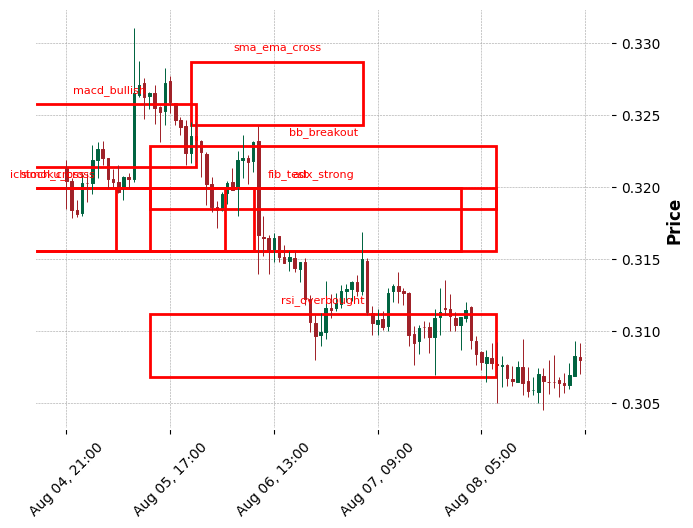 sma_ema_cross
macd_bullish
bb_breakout
fib_test
adx_strong
rsi_overbought
0.330
0.325
0.320
0.315
0.310
0.305
Price
Aug 04, 21:00
Aug 05, 17:00
Aug 06, 13:00
Aug 07, 09:00
Aug 08, 05:00